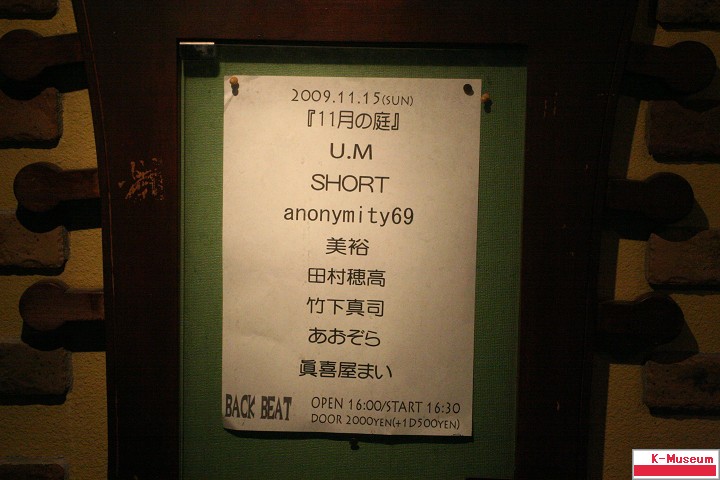 2009.11.15(SUN)
『11月の庭』
U.M
SHORT
anonymity69
美裕
田村穂高
竹下真司
あおぞら
眞喜屋まい
BACK BEAT
OPEN 16:00/START 16:30
DOOR 2000YEN(+1D500YEN)
K-Museum